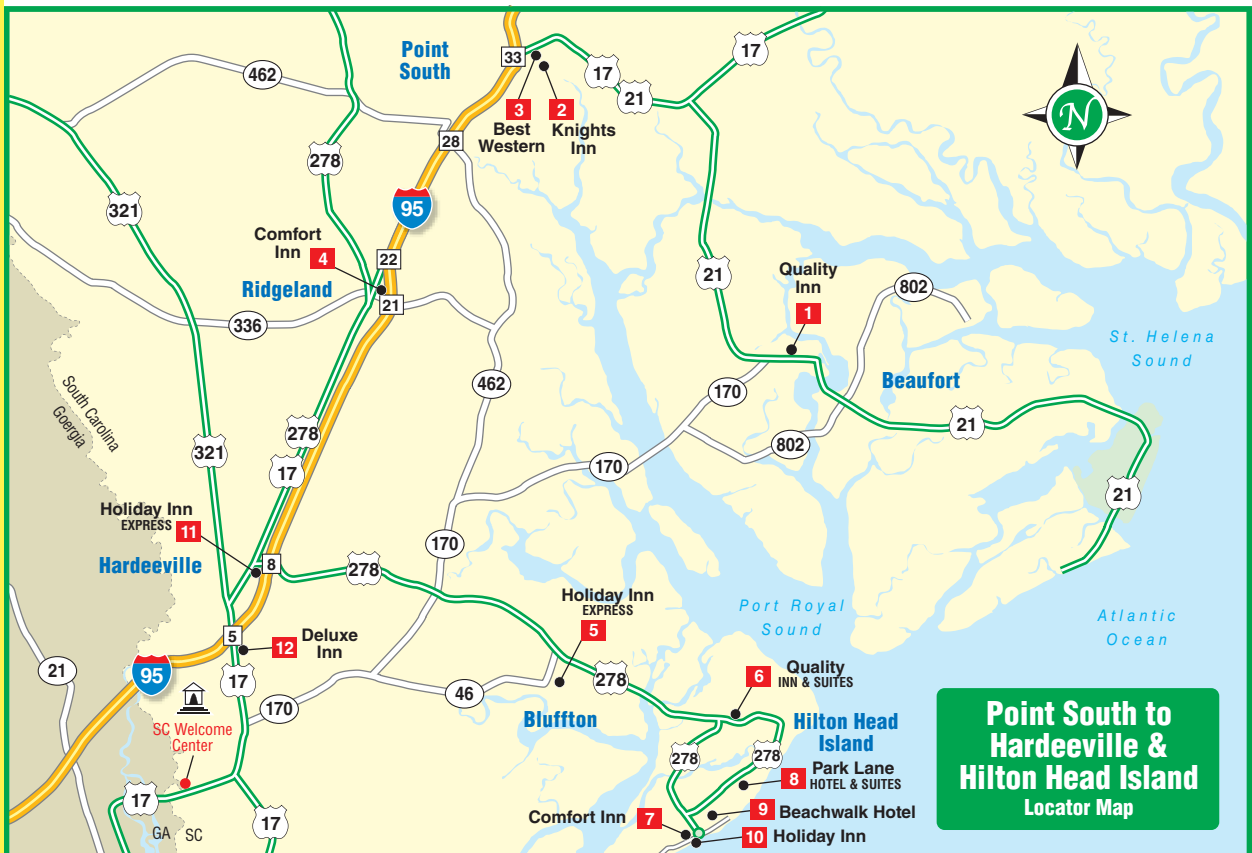 17
33
Point
South
17
462
21
3
2
Best
Western
Knights
Inn
N
28
278
321
95
Comfort
Inn
4
22
Ridgeland
21
336
21
Quality
Inn
1
802
St. Helena
Sound
South Carolina
Goergia
462
170
Beaufort
21
278
17
321
802
170
21
Holiday Inn
EXPRESS
11
Hardeeville
8
278
170
Holiday Inn
EXPRESS
5
Port Royal
Sound
Atlantic
Ocean
5
12
Deluxe
Inn
21
95
17
SC Welcome
Center
170
46
278
Bluffton
6
Quality
INN & SUITES
Hilton Head
Island
278
278
8
Park Lane
HOTEL & SUITES
9
Beachwalk Hotel
Comfort Inn
7
10
Holiday Inn
17
17
GA
SC
Point South to
Hardeeville &
Hilton Head Island
Locator Map